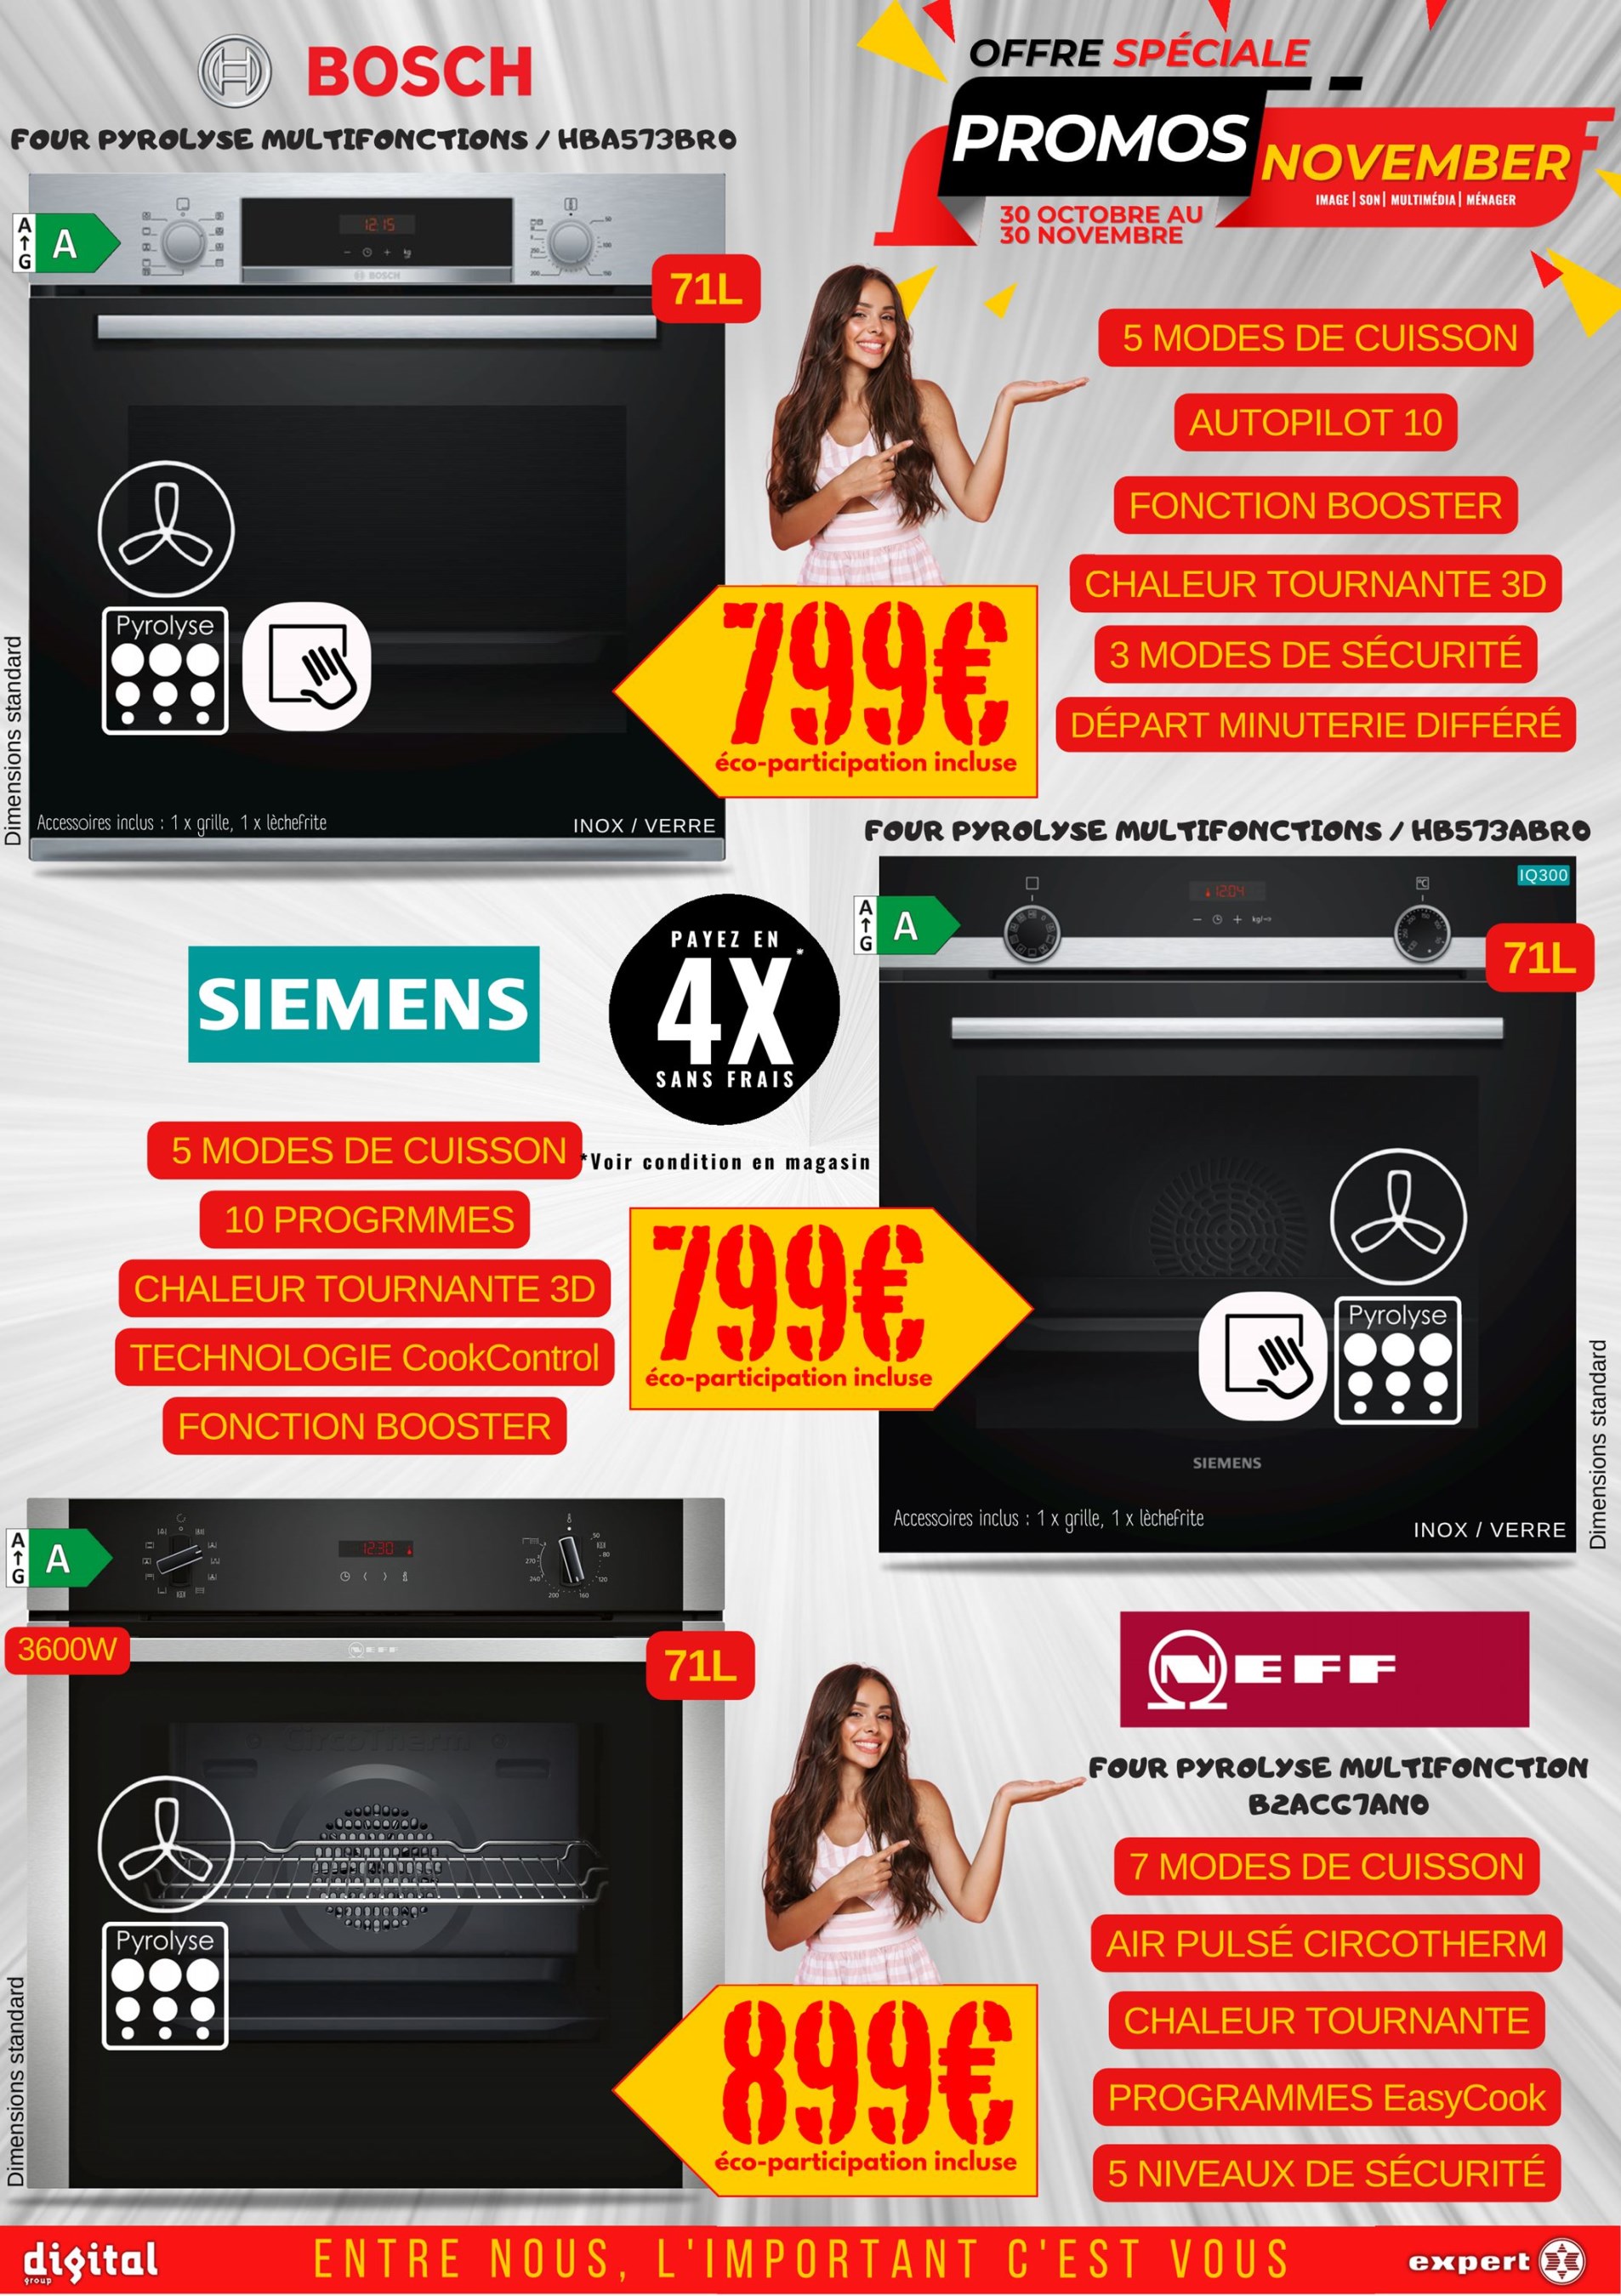 BOSCH
FOUR PYROLYSE MULTIFONCTIONS / HBA573BR0
OFFRE SPÉCIALE
PROMOS
NOVEMBER
IMAGE | SON | MULTIMÉDIA | MÉNAGER
30 OCTOBRE AU
30 NOVEMBRE
A
G
A
12:15
BOSCH
71L
5 MODES DE CUISSON
AUTOPILOT 10
FONCTION BOOSTER
CHALEUR TOURNANTE 3D
3 MODES DE SÉCURITÉ
DÉPART MINUTERIE DIFFÉRÉ
Pyrolyse
799€
éco-participation incluse
Dimensions standard
Accessoires inclus : 1 x grille, 1 x lèchefrite
INOX / VERRE
FOUR PYROLYSE MULTIFONCTIONS / HB573ABR0
IQ300
A
G
A
12:04
71L
SIEMENS
PAYEZ EN
4X*
SANS FRAIS
*Voir condition en magasin
5 MODES DE CUISSON
10 PROGRMMES
CHALEUR TOURNANTE 3D
TECHNOLOGIE CookControl
FONCTION BOOSTER
799€
éco-participation incluse
Pyrolyse
SIEMENS
Accessoires inclus : 1 x grille, 1 x lèchefrite
INOX / VERRE
Dimensions standard
A
G
A
12:30
3600W
NEFF
71L
CircoTherm
NEFF
FOUR PYROLYSE MULTIFONCTION
B2ACG7AN0
7 MODES DE CUISSON
AIR PULSÉ CIRCOTHERM
CHALEUR TOURNANTE
PROGRAMMES EasyCook
5 NIVEAUX DE SÉCURITÉ
Pyrolyse
899€
éco-participation incluse
Dimensions standard
digital
group
ENTRE NOUS, L'IMPORTANT C'EST VOUS
expert